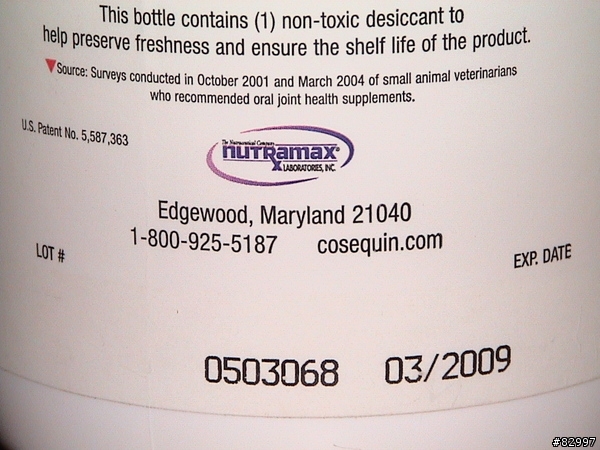 This bottle contains (1) non-toxic desiccant to
help preserve freshness and ensure the shelf life of the product.
Source: Surveys conducted in October 2001 and March 2004 of small animal veterinarians
who recommended oral joint health supplements.
U.S. Patent No. 5,587,363
The Nutraceutical Company
nutramax®
LABORATORIES, INC.
Edgewood, Maryland 21040
1-800-925-5187 cosequin.com
LOT # EXP. DATE
0503068 03/2009
#82997